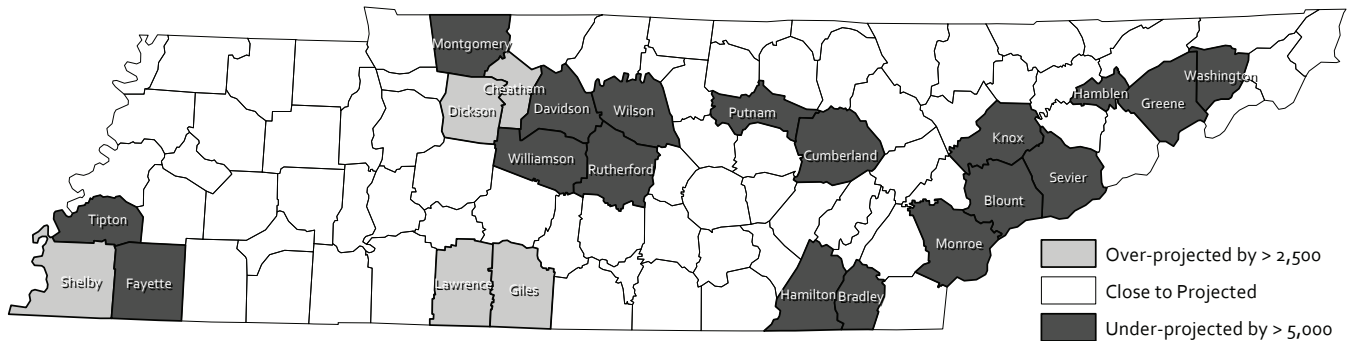 Montgomery
Cheatham
Dickson
Davidson
Wilson
Putnam
Hamblen
Washington
Greene
Knox
Williamson
Rutherford
Cumberland
Sevier
Blount
Tipton
Monroe
Shelby
Fayette
Lawrence
Giles
Hamilton
Bradley
Over-projected by > 2,500
Close to Projected
Under-projected by > 5,000